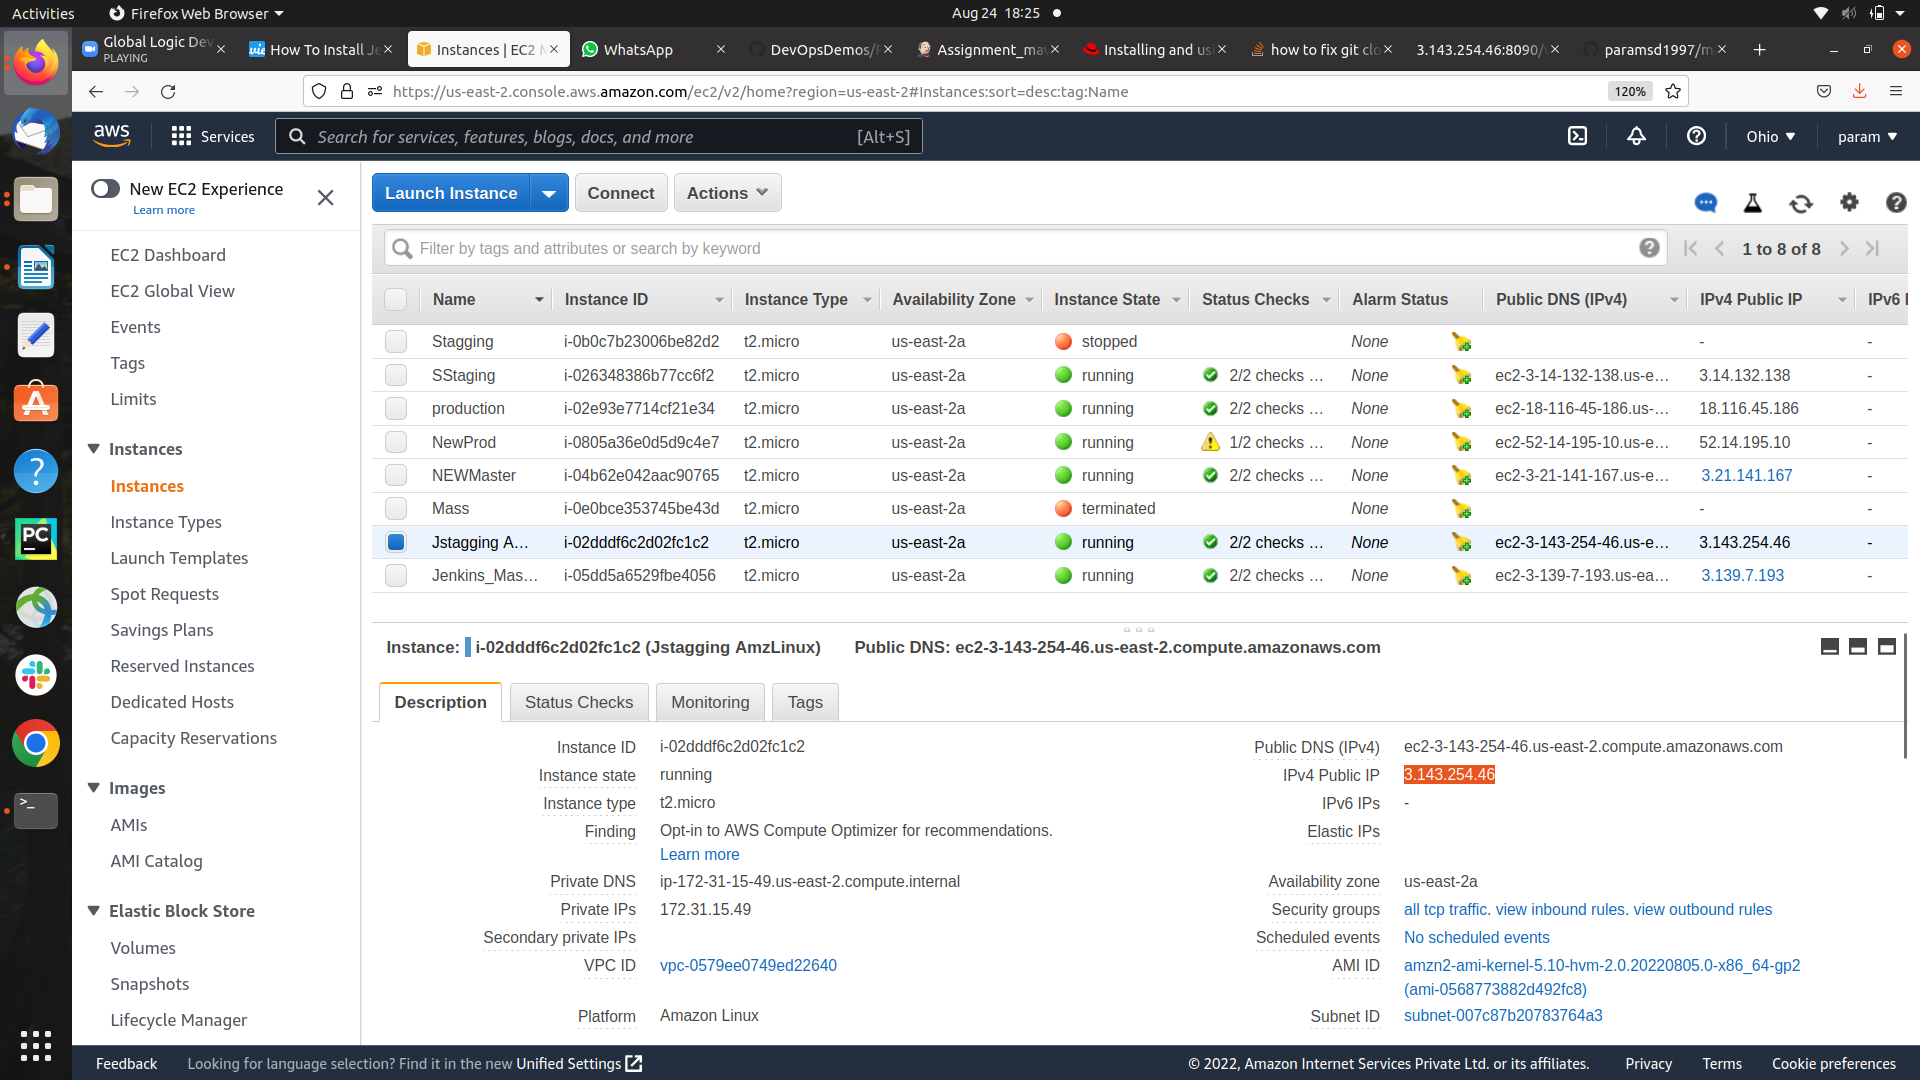 Activities
Firefox Web Browser
Aug 24 18:25
Global Logic Dev
PLAYING
How To Install Je
Instances | EC2 M
WhatsApp
DevOpsDemos/
Assignment_ma
Installing and usi
how to fix git clo
3.143.254.46:8090/
paramsd1997/m
https://us-east-2.console.aws.amazon.com/ec2/v2/home?region=us-east-2#Instances:sort=desc:tag:Name
120%
aws
Services
Search for services, features, blogs, docs, and more
[Alt+S]
Ohio
param
New EC2 Experience
Learn more
EC2 Dashboard
EC2 Global View
Events
Tags
Limits
Instances
Instances
Instance Types
Launch Templates
Spot Requests
Savings Plans
Reserved Instances
Dedicated Hosts
Capacity Reservations
Images
AMIs
AMI Catalog
Elastic Block Store
Volumes
Snapshots
Lifecycle Manager
Launch Instance
Connect
Actions
Filter by tags and attributes or search by keyword
1 to 8 of 8
Name Instance ID Instance Type Availability Zone Instance State Status Checks Alarm Status Public DNS (IPv4) IPv4 Public IP IPv6 I
Stagging i-0b0c7b23006be82d2 t2.micro us-east-2a stopped None - -
SStaging i-026348386b77cc6f2 t2.micro us-east-2a running 2/2 checks … None ec2-3-14-132-138.us-e… 3.14.132.138 -
production i-02e93e7714cf21e34 t2.micro us-east-2a running 2/2 checks … None ec2-18-116-45-186.us-… 18.116.45.186 -
NewProd i-0805a36e0d5d9c4e7 t2.micro us-east-2a running 1/2 checks … None ec2-52-14-195-10.us-e… 52.14.195.10 -
NEWMaster i-04b62e042aac90765 t2.micro us-east-2a running 2/2 checks … None ec2-3-21-141-167.us-e… 3.21.141.167 -
Mass i-0e0bce353745be43d t2.micro us-east-2a terminated None - -
Jstagging A… i-02dddf6c2d02fc1c2 t2.micro us-east-2a running 2/2 checks … None ec2-3-143-254-46.us-e… 3.143.254.46 -
Jenkins_Mas… i-05dd5a6529fbe4056 t2.micro us-east-2a running 2/2 checks … None ec2-3-139-7-193.us-ea… 3.139.7.193 -
Instance: i-02dddf6c2d02fc1c2 (Jstagging AmzLinux) Public DNS: ec2-3-143-254-46.us-east-2.compute.amazonaws.com
Description Status Checks Monitoring Tags
Instance ID i-02dddf6c2d02fc1c2
Instance state running
Instance type t2.micro
Finding Opt-in to AWS Compute Optimizer for recommendations.
Learn more
Private DNS ip-172-31-15-49.us-east-2.compute.internal
Private IPs 172.31.15.49
Secondary private IPs
VPC ID vpc-0579ee0749ed22640
Platform Amazon Linux
Public DNS (IPv4) ec2-3-143-254-46.us-east-2.compute.amazonaws.com
IPv4 Public IP 3.143.254.46
IPv6 IPs -
Elastic IPs
Availability zone us-east-2a
Security groups all tcp traffic. view inbound rules. view outbound rules
Scheduled events No scheduled events
AMI ID amzn2-ami-kernel-5.10-hvm-2.0.20220805.0-x86_64-gp2
(ami-0568773882d492fc8)
Subnet ID subnet-007c87b20783764a3
Feedback
Looking for language selection? Find it in the new Unified Settings
© 2022, Amazon Internet Services Private Ltd. or its affiliates.
Privacy
Terms
Cookie preferences